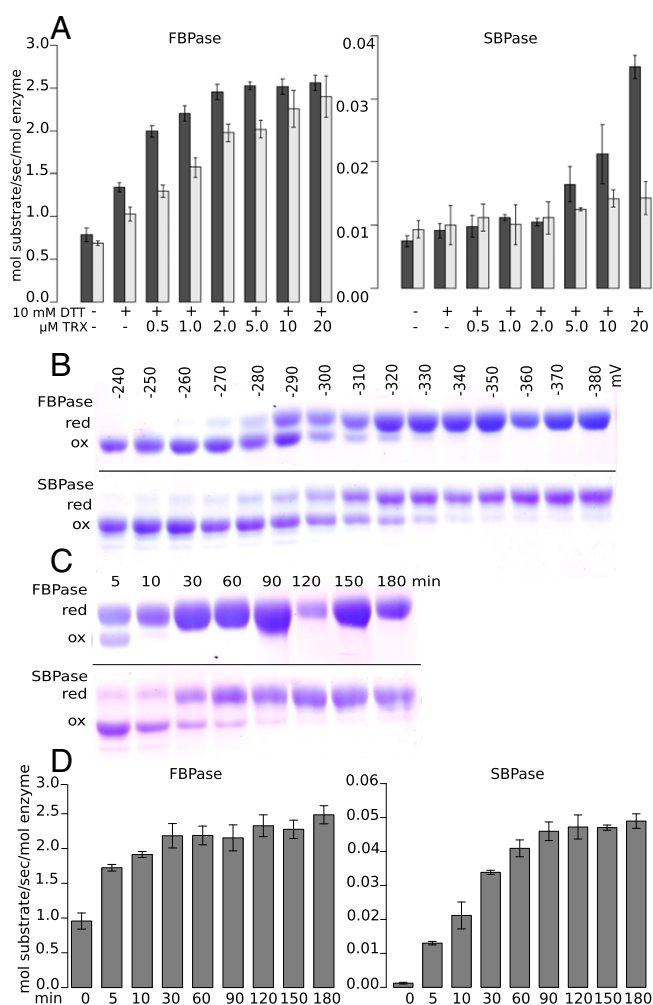 A
FBPase
SBPase
mol substrate/sec/mol enzyme
3.0
2.5
2.0
1.5
1.0
0.5
0.0
0.04
0.03
0.02
0.01
0.00
10 mM DTT - + + + + + + + - + + + + + + +
µM TRX - - 0.5 1.0 2.0 5.0 10 20 - - 0.5 1.0 2.0 5.0 10 20
B
-240 -250 -260 -270 -280 -290 -300 -310 -320 -330 -340 -350 -360 -370 -380 mV
FBPase
red
ox
SBPase
red
ox
C
5 10 30 60 90 120 150 180 min
FBPase
red
ox
SBPase
red
ox
D
FBPase
SBPase
mol substrate/sec/mol enzyme
3.0
2.5
2.0
1.5
1.0
0.5
0.0
0.06
0.05
0.04
0.03
0.02
0.01
0.00
min 0 5 10 30 60 90 120 150 180 0 5 10 30 60 90 120 150 180